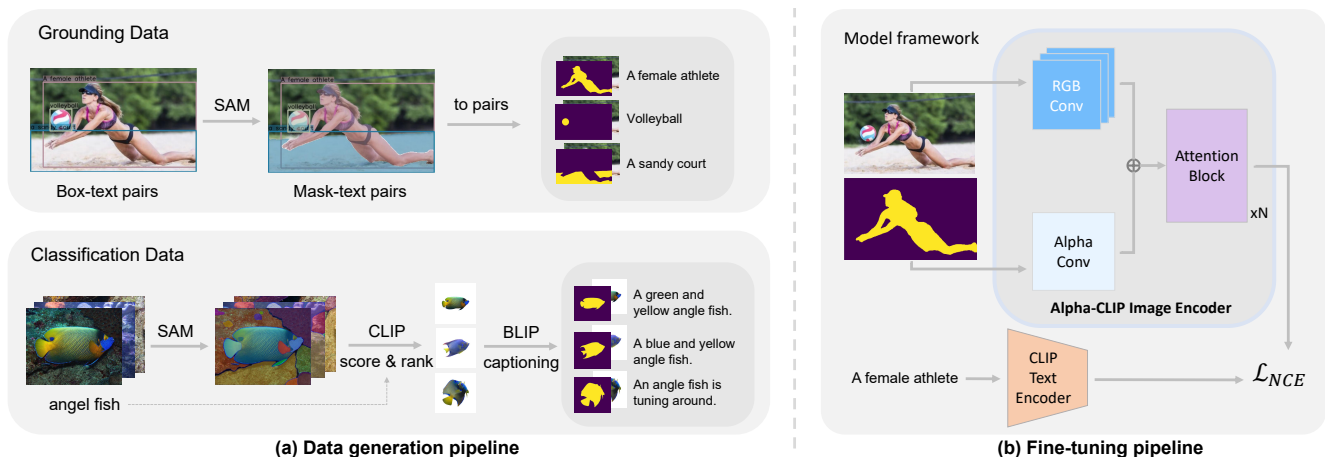 Grounding Data
A female athlete
volleyball
SAM
to pairs
A female athlete
Volleyball
A sandy court
Box-text pairs
Mask-text pairs
Classification Data
SAM
CLIP
score & rank
BLIP
captioning
A green and
yellow angle fish.
A blue and yellow
angle fish.
An angle fish is
tuning around.
angel fish
(a) Data generation pipeline
Model framework
RGB
Conv
Attention
Block
xN
Alpha
Conv
Alpha-CLIP Image Encoder
A female athlete
CLIP
Text
Encoder
ℒNCE
(b) Fine-tuning pipeline